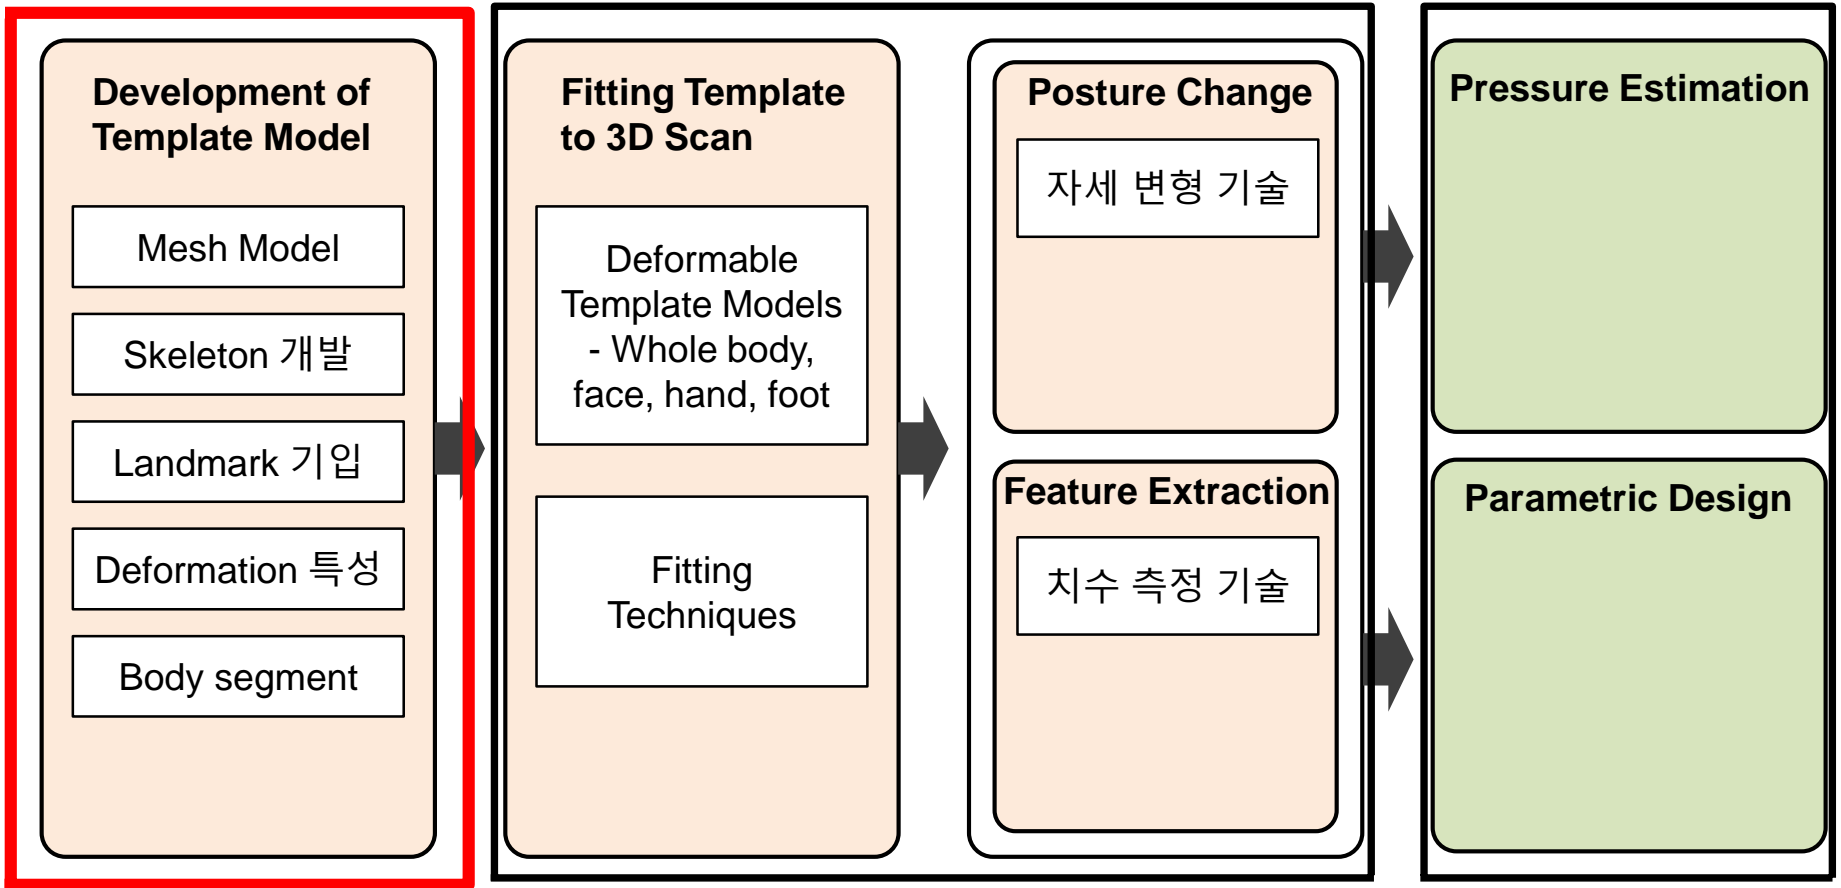 Development of
Template Model
Mesh Model
Skeleton 개발
Landmark 기입
Deformation 특성
Body segment
Fitting Template
to 3D Scan
Deformable
Template Models
- Whole body,
face, hand, foot
Fitting
Techniques
Posture Change
자세 변형 기술
Feature Extraction
치수 측정 기술
Pressure Estimation
Parametric Design